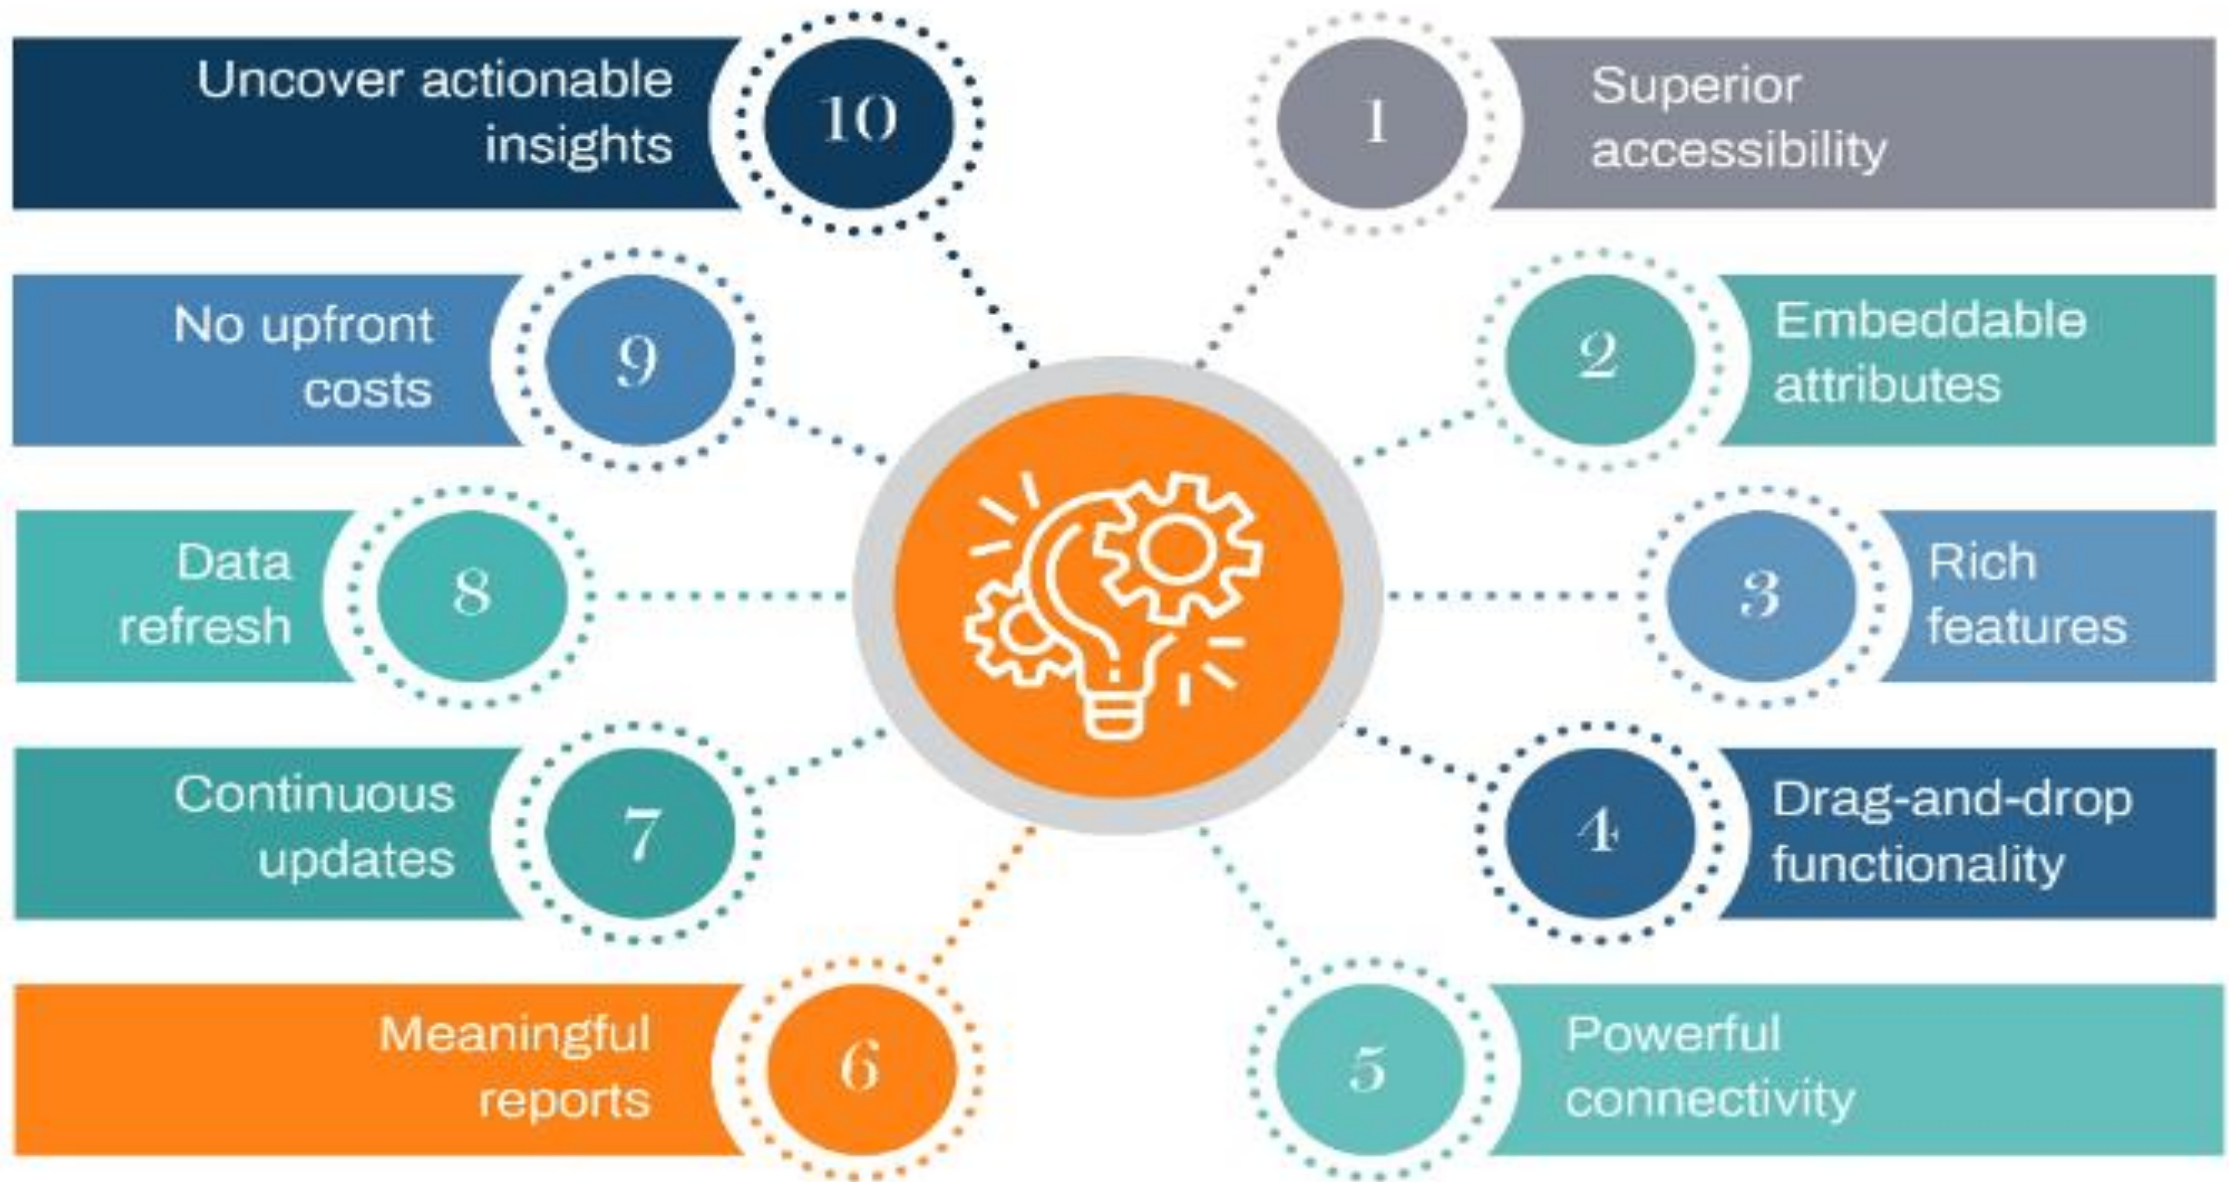 1
Superior
accessibility
2
Embeddable
attributes
3
Rich
features
4
Drag-and-drop
functionality
5
Powerful
connectivity
6
Meaningful
reports
7
Continuous
updates
8
Data
refresh
9
No upfront
costs
10
Uncover actionable
insights